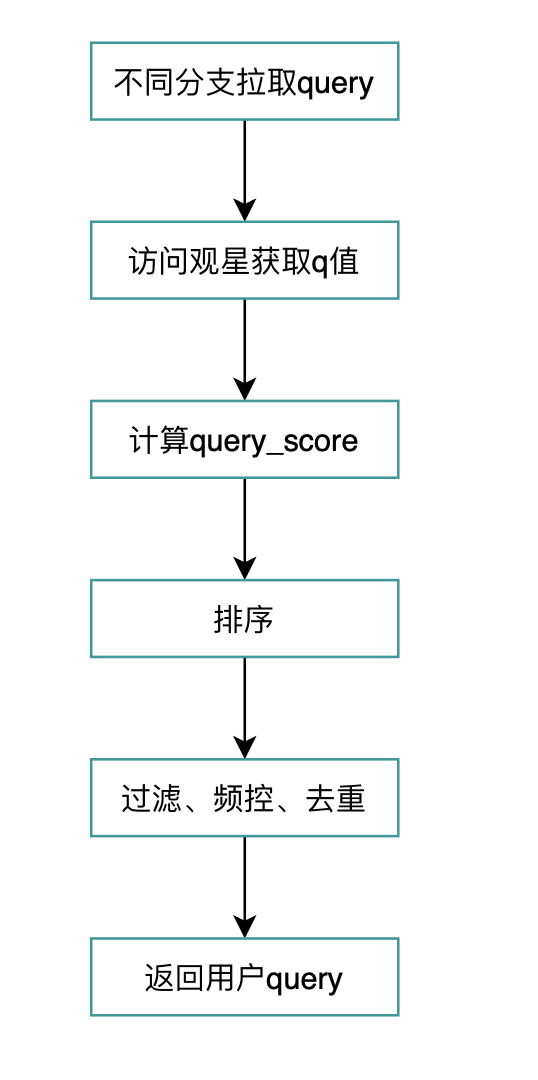 不同分支拉取query
访问观星获取q值
计算query_score
排序
过滤、频控、去重
返回用户query